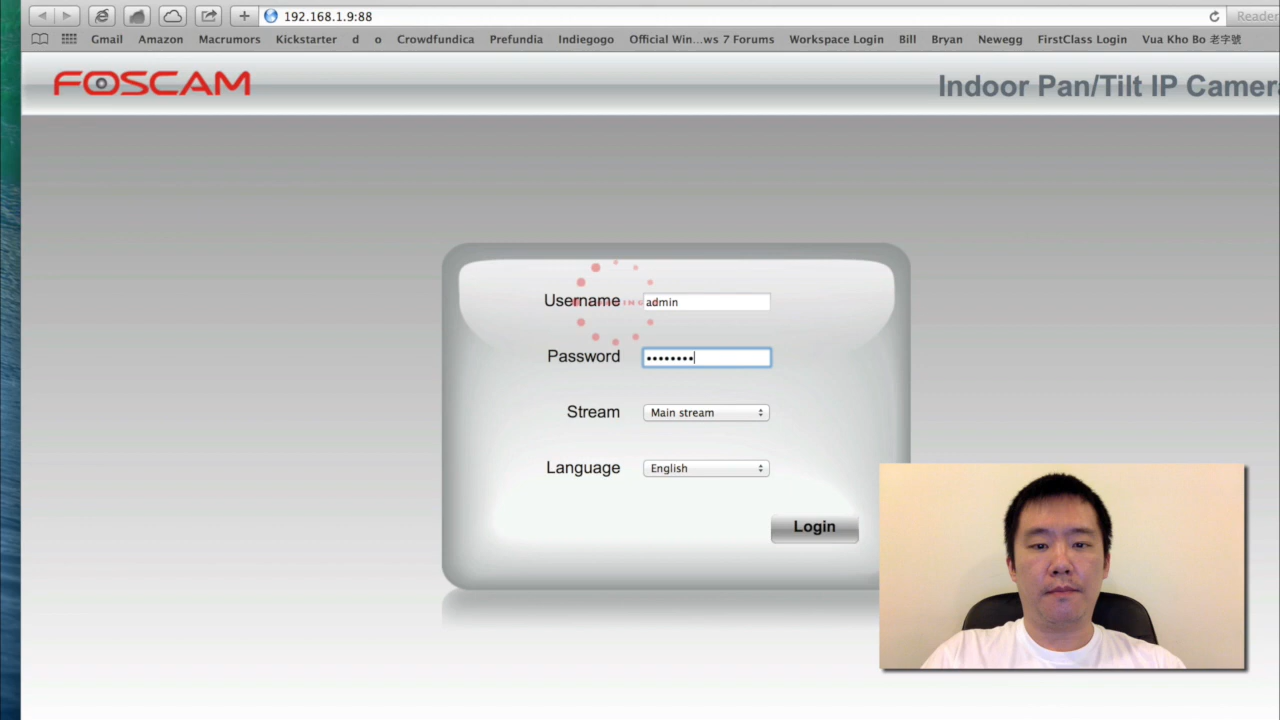 192.168.1.9:88
Reader
Gmail Amazon Macrumors Kickstarter d o Crowdfundica Prefundia Indiegogo Official Win...ws 7 Forums Workspace Login Bill Bryan Newegg FirstClass Login Vua Kho Bo 老字號
FOSCAM
Indoor Pan/Tilt IP Camera
Username admin
Password ••••••••
Stream Main stream
Language English
Login